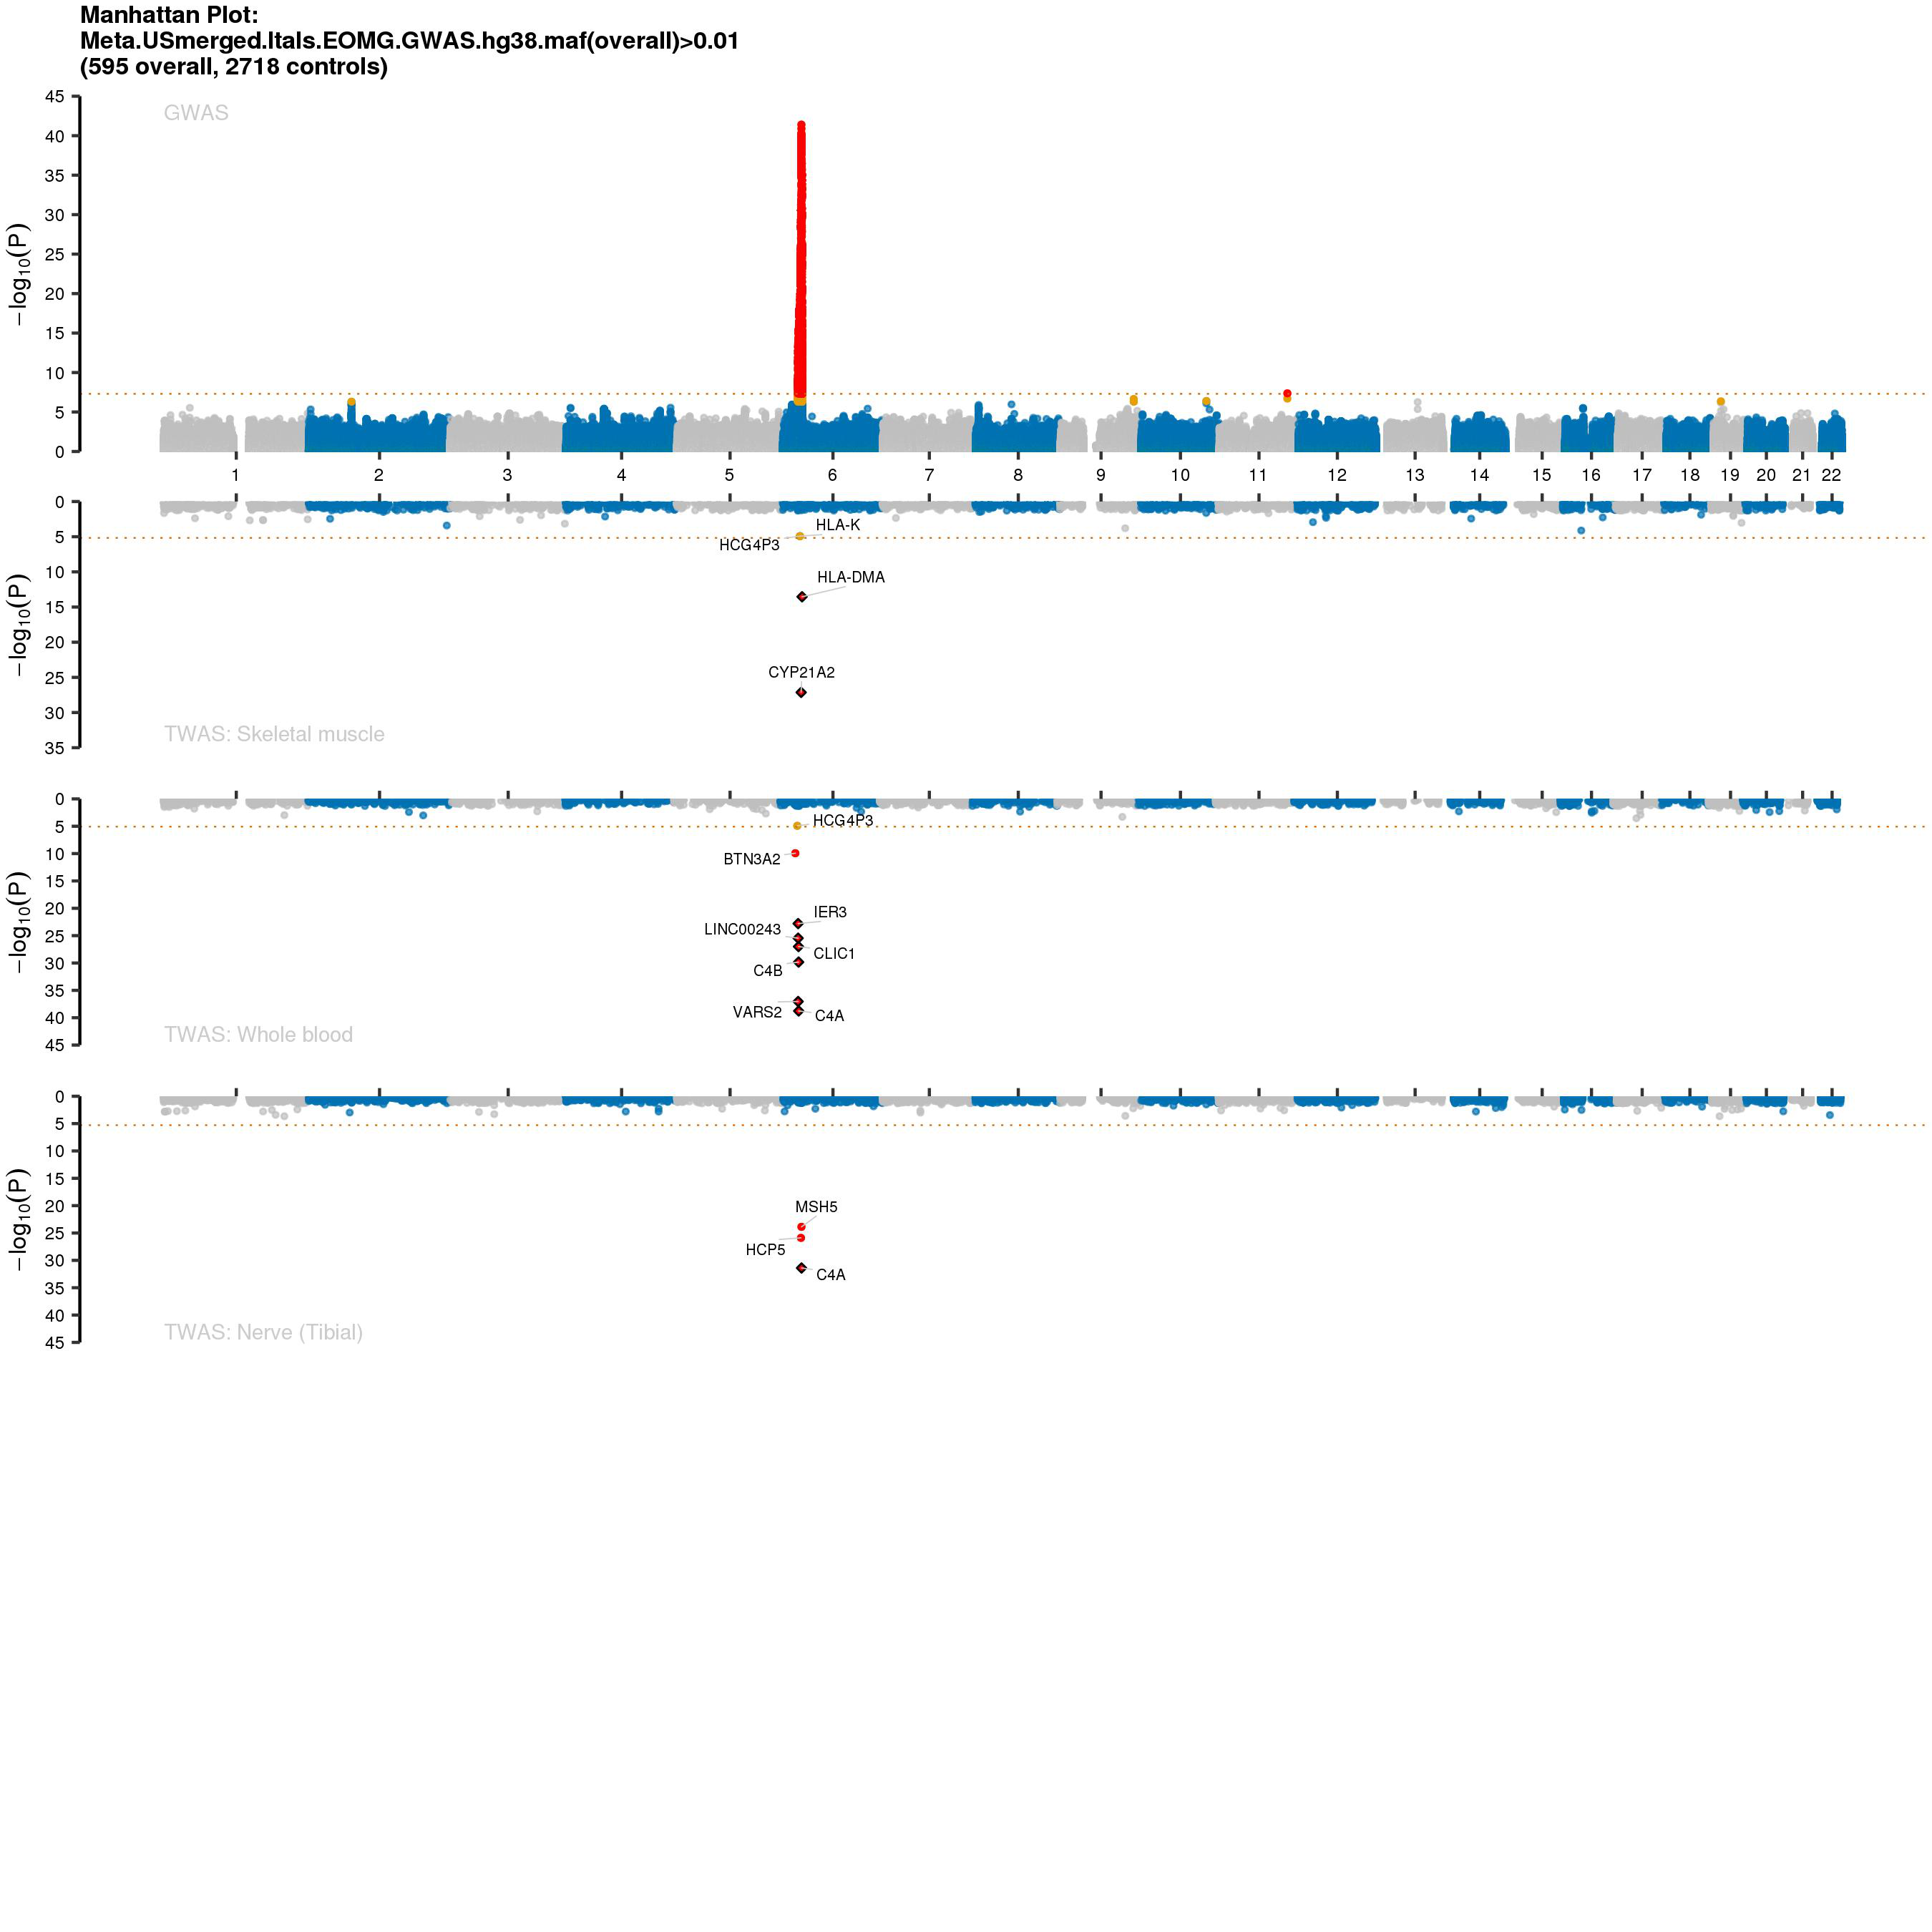 Manhattan Plot:
Meta.USmerged.Itals.EOMG.GWAS.hg38.maf(overall)>0.01
(595 overall, 2718 controls)
GWAS
−log10(P)
45
40
35
30
25
20
15
10
5
0
1 2 3 4 5 6 7 8 9 10 11 12 13 14 15 16 17 18 19 20 21 22
−log10(P)
0
5
10
15
20
25
30
35
HLA-K
HCG4P3
HLA-DMA
CYP21A2
TWAS: Skeletal muscle
−log10(P)
0
5
10
15
20
25
30
35
40
45
HCG4P3
BTN3A2
IER3
LINC00243
CLIC1
C4B
VARS2
C4A
TWAS: Whole blood
−log10(P)
0
5
10
15
20
25
30
35
40
45
MSH5
HCP5
C4A
TWAS: Nerve (Tibial)